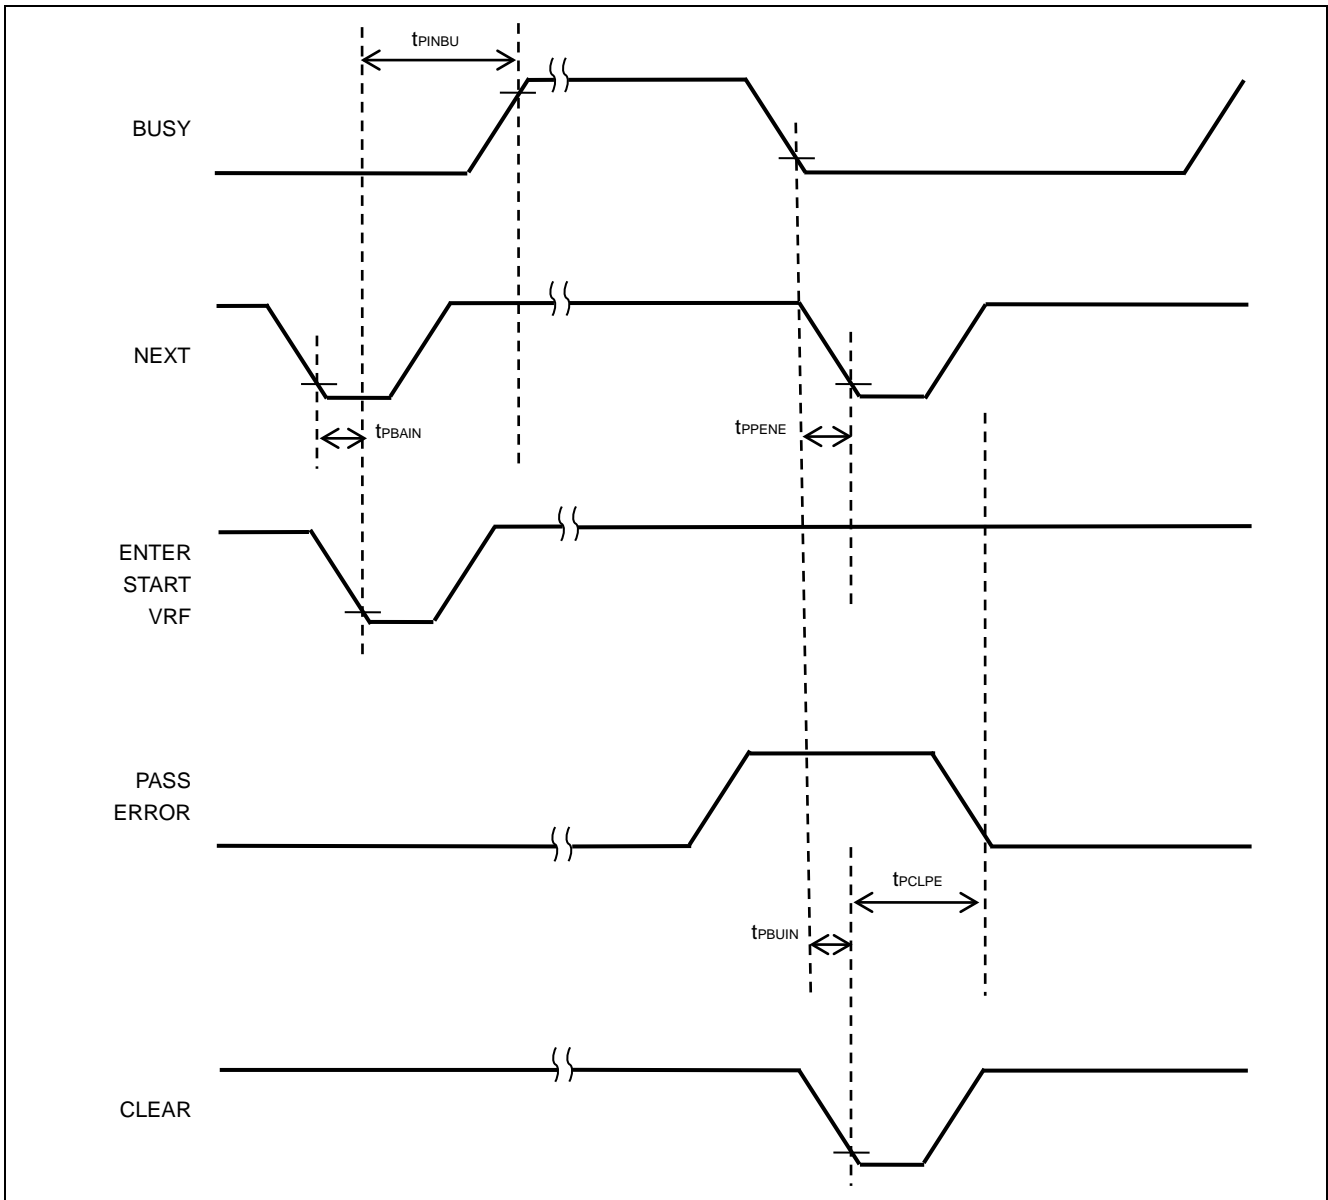 tPINBU
BUSY
NEXT
tPBAIN
tPPENE
ENTER
START
VRF
PASS
ERROR
tPCLPE
tPBUIN
CLEAR